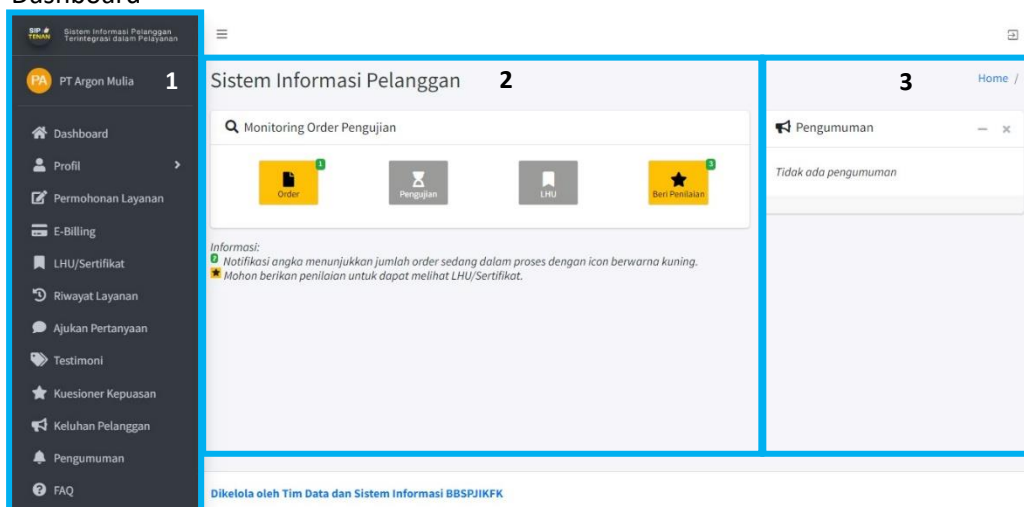 Dashboard
SIP
TENAN
Sistem Informasi Pelanggan
Terintegrasi dalam Pelayanan
PA
PT Argon Mulia
1
Dashboard
Profil
Permohonan Layanan
E-Billing
LHU/Sertifikat
Riwayat Layanan
Ajukan Pertanyaan
Testimoni
Kuesioner Kepuasan
Keluhan Pelanggan
Pengumuman
FAQ
Sistem Informasi Pelanggan
2
Monitoring Order Pengujian
1
Order
Pengujian
LHU
3
Beri Penilaian
Informasi:
Notifikasi angka menunjukkan jumlah order sedang dalam proses dengan icon berwarna kuning.
Mohon berikan penilaian untuk dapat melihat LHU/Sertifikat.
3
Home /
Pengumuman
Tidak ada pengumuman
Dikelola oleh Tim Data dan Sistem Informasi BBSPJIKFK